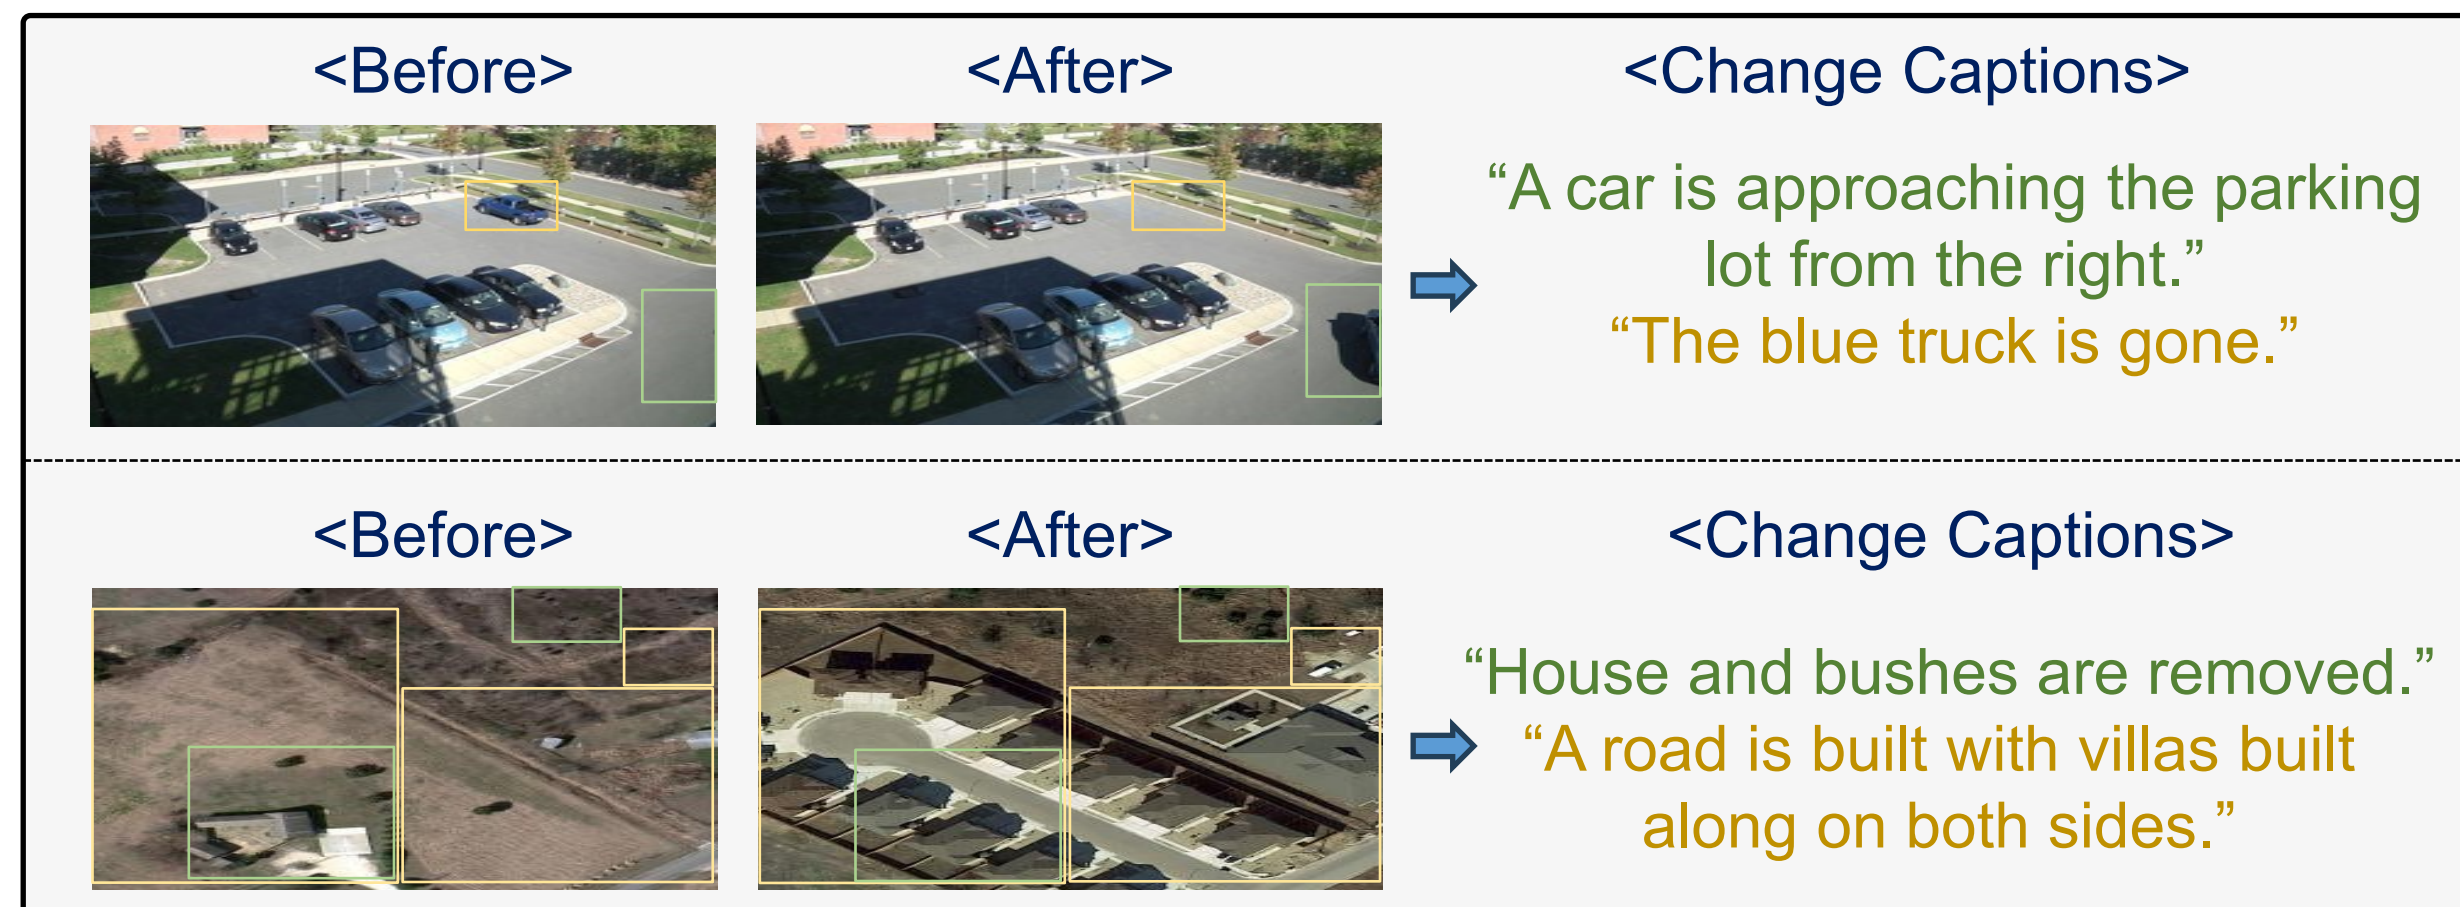 <Before>
<After>
<Change Captions>
“A car is approaching the parking
lot from the right.”
“The blue truck is gone.”
<Before>
<After>
<Change Captions>
“House and bushes are removed.”
“A road is built with villas built
along on both sides.”